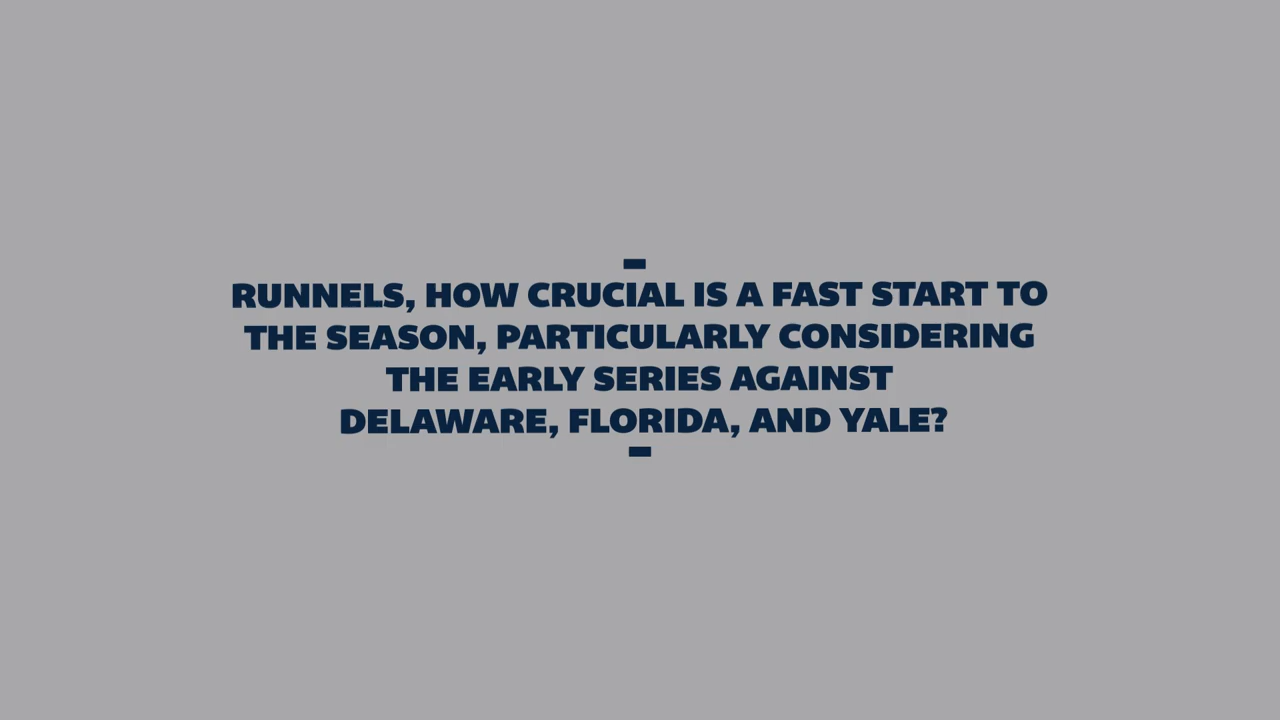 RUNNELS, HOW CRUCIAL IS A FAST START TO
THE SEASON, PARTICULARLY CONSIDERING
THE EARLY SERIES AGAINST
DELAWARE, FLORIDA, AND YALE?